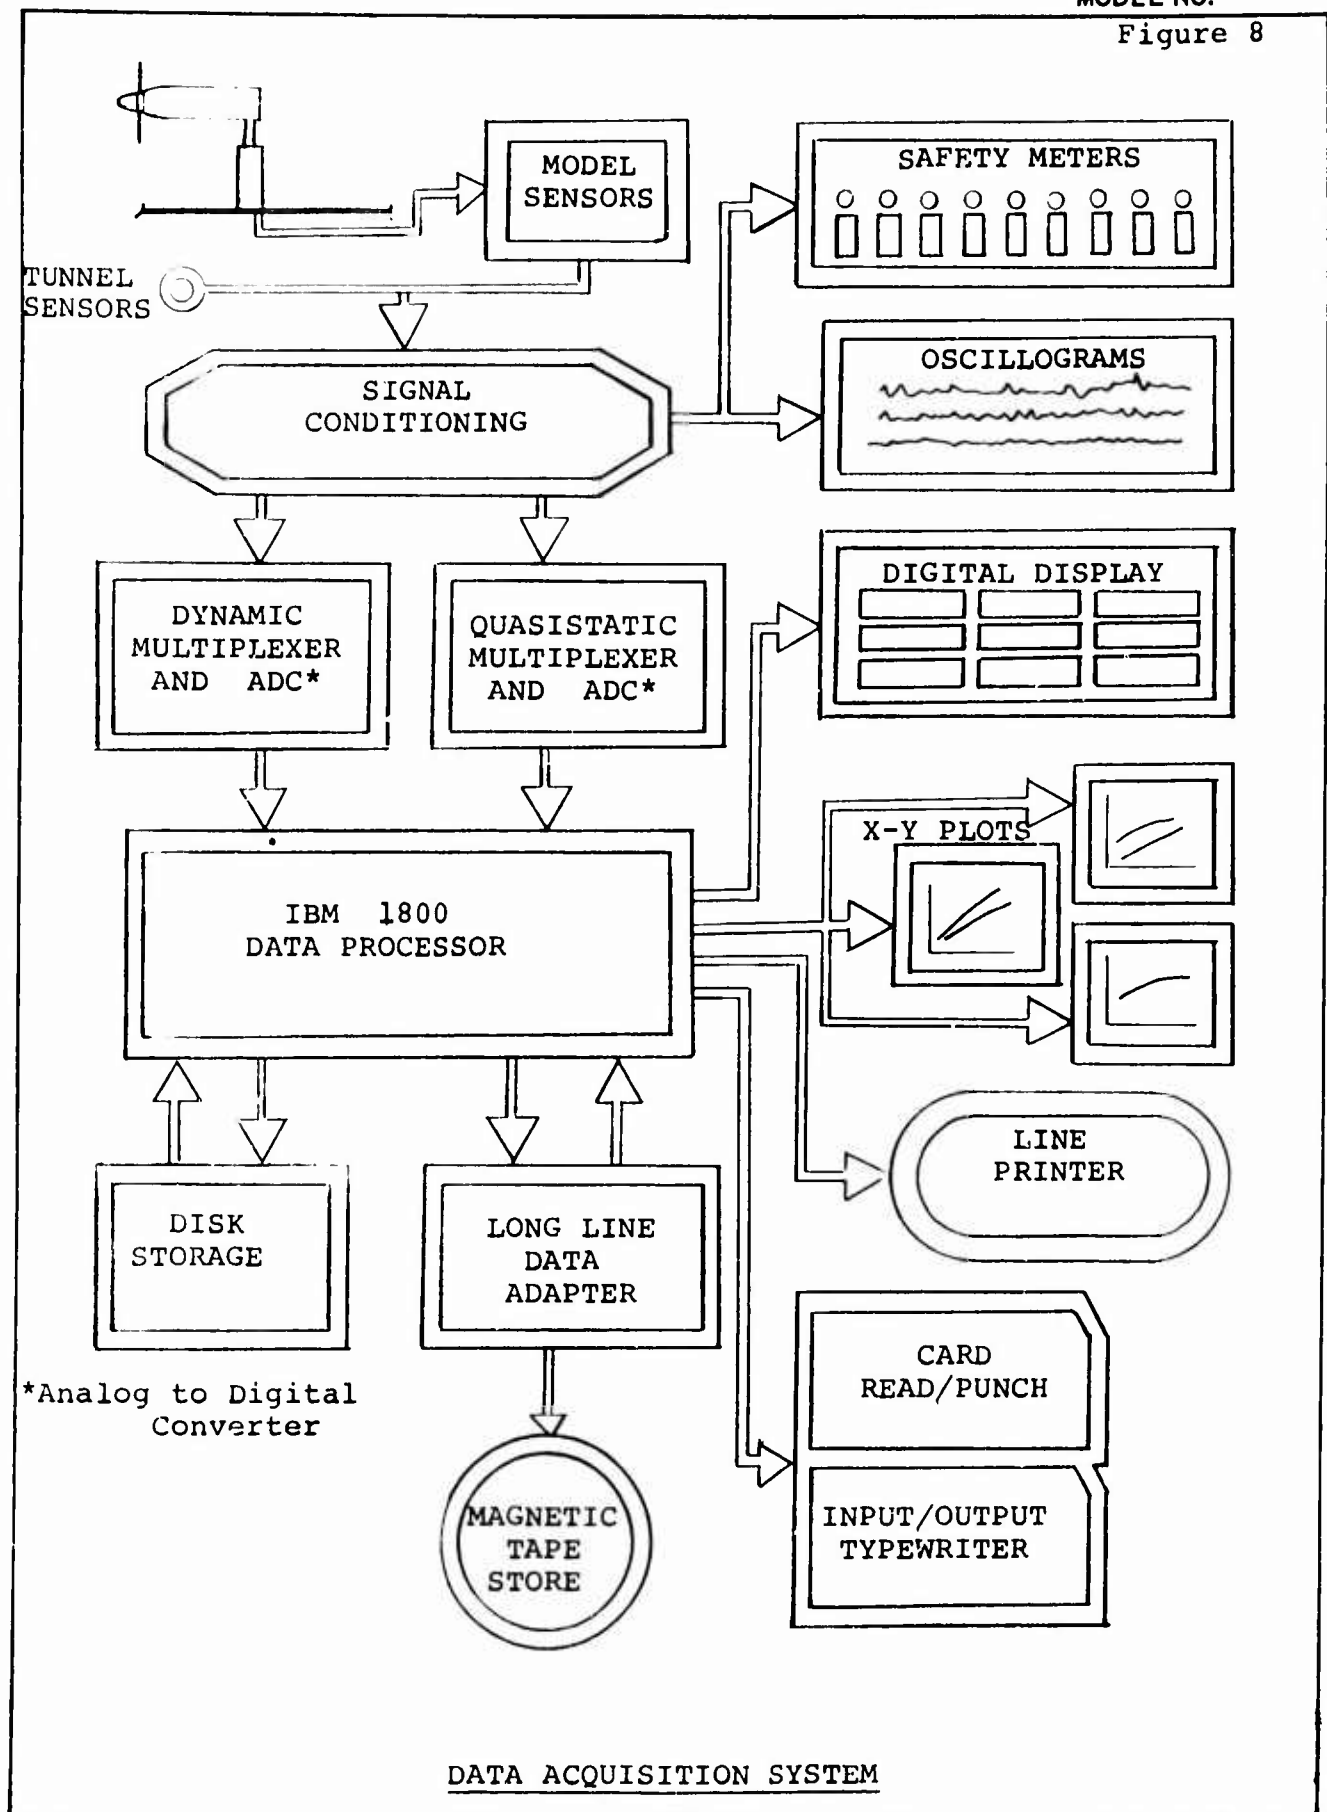 MODEL NO.
Figure 8
MODEL
SENSORS
SAFETY METERS
TUNNEL
SENSORS
OSCILLOGRAMS
SIGNAL
CONDITIONING
DIGITAL DISPLAY
DYNAMIC
MULTIPLEXER
AND ADC*
QUASISTATIC
MULTIPLEXER
AND ADC*
X-Y PLOTS
IBM 1800
DATA PROCESSOR
LINE
PRINTER
DISK
STORAGE
LONG LINE
DATA
ADAPTER
CARD
READ/PUNCH
*Analog to Digital
Converter
INPUT/OUTPUT
TYPEWRITER
MAGNETIC
TAPE
STORE
DATA ACQUISITION SYSTEM